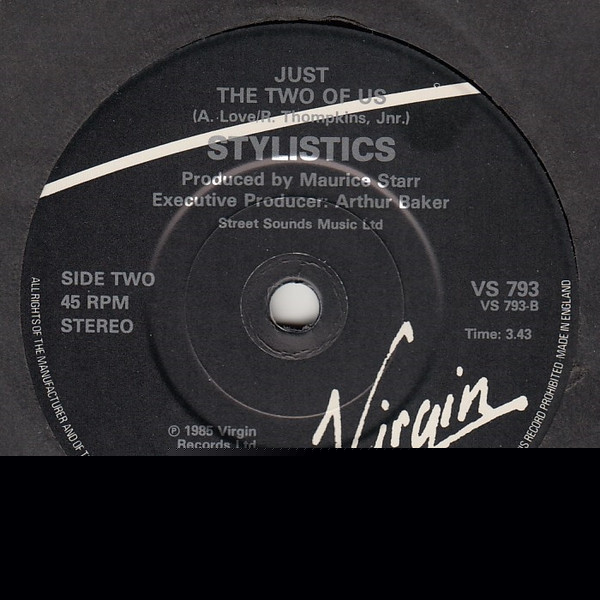 JUST
THE TWO OF US
(A. Love/R. Thompkins, Jnr.)
STYLISTICS
Produced by Maurice Starr
Executive Producer: Arthur Baker
Street Sounds Music Ltd
SIDE TWO
45 RPM
STEREO
VS 793
VS 793-B
Time: 3.43
Virgin
℗ 1985 Virgin
Records Ltd
ALL RIGHTS OF THE MANUFACTURER AND OF T
S RECORD PROHIBITED MADE IN ENGLAND